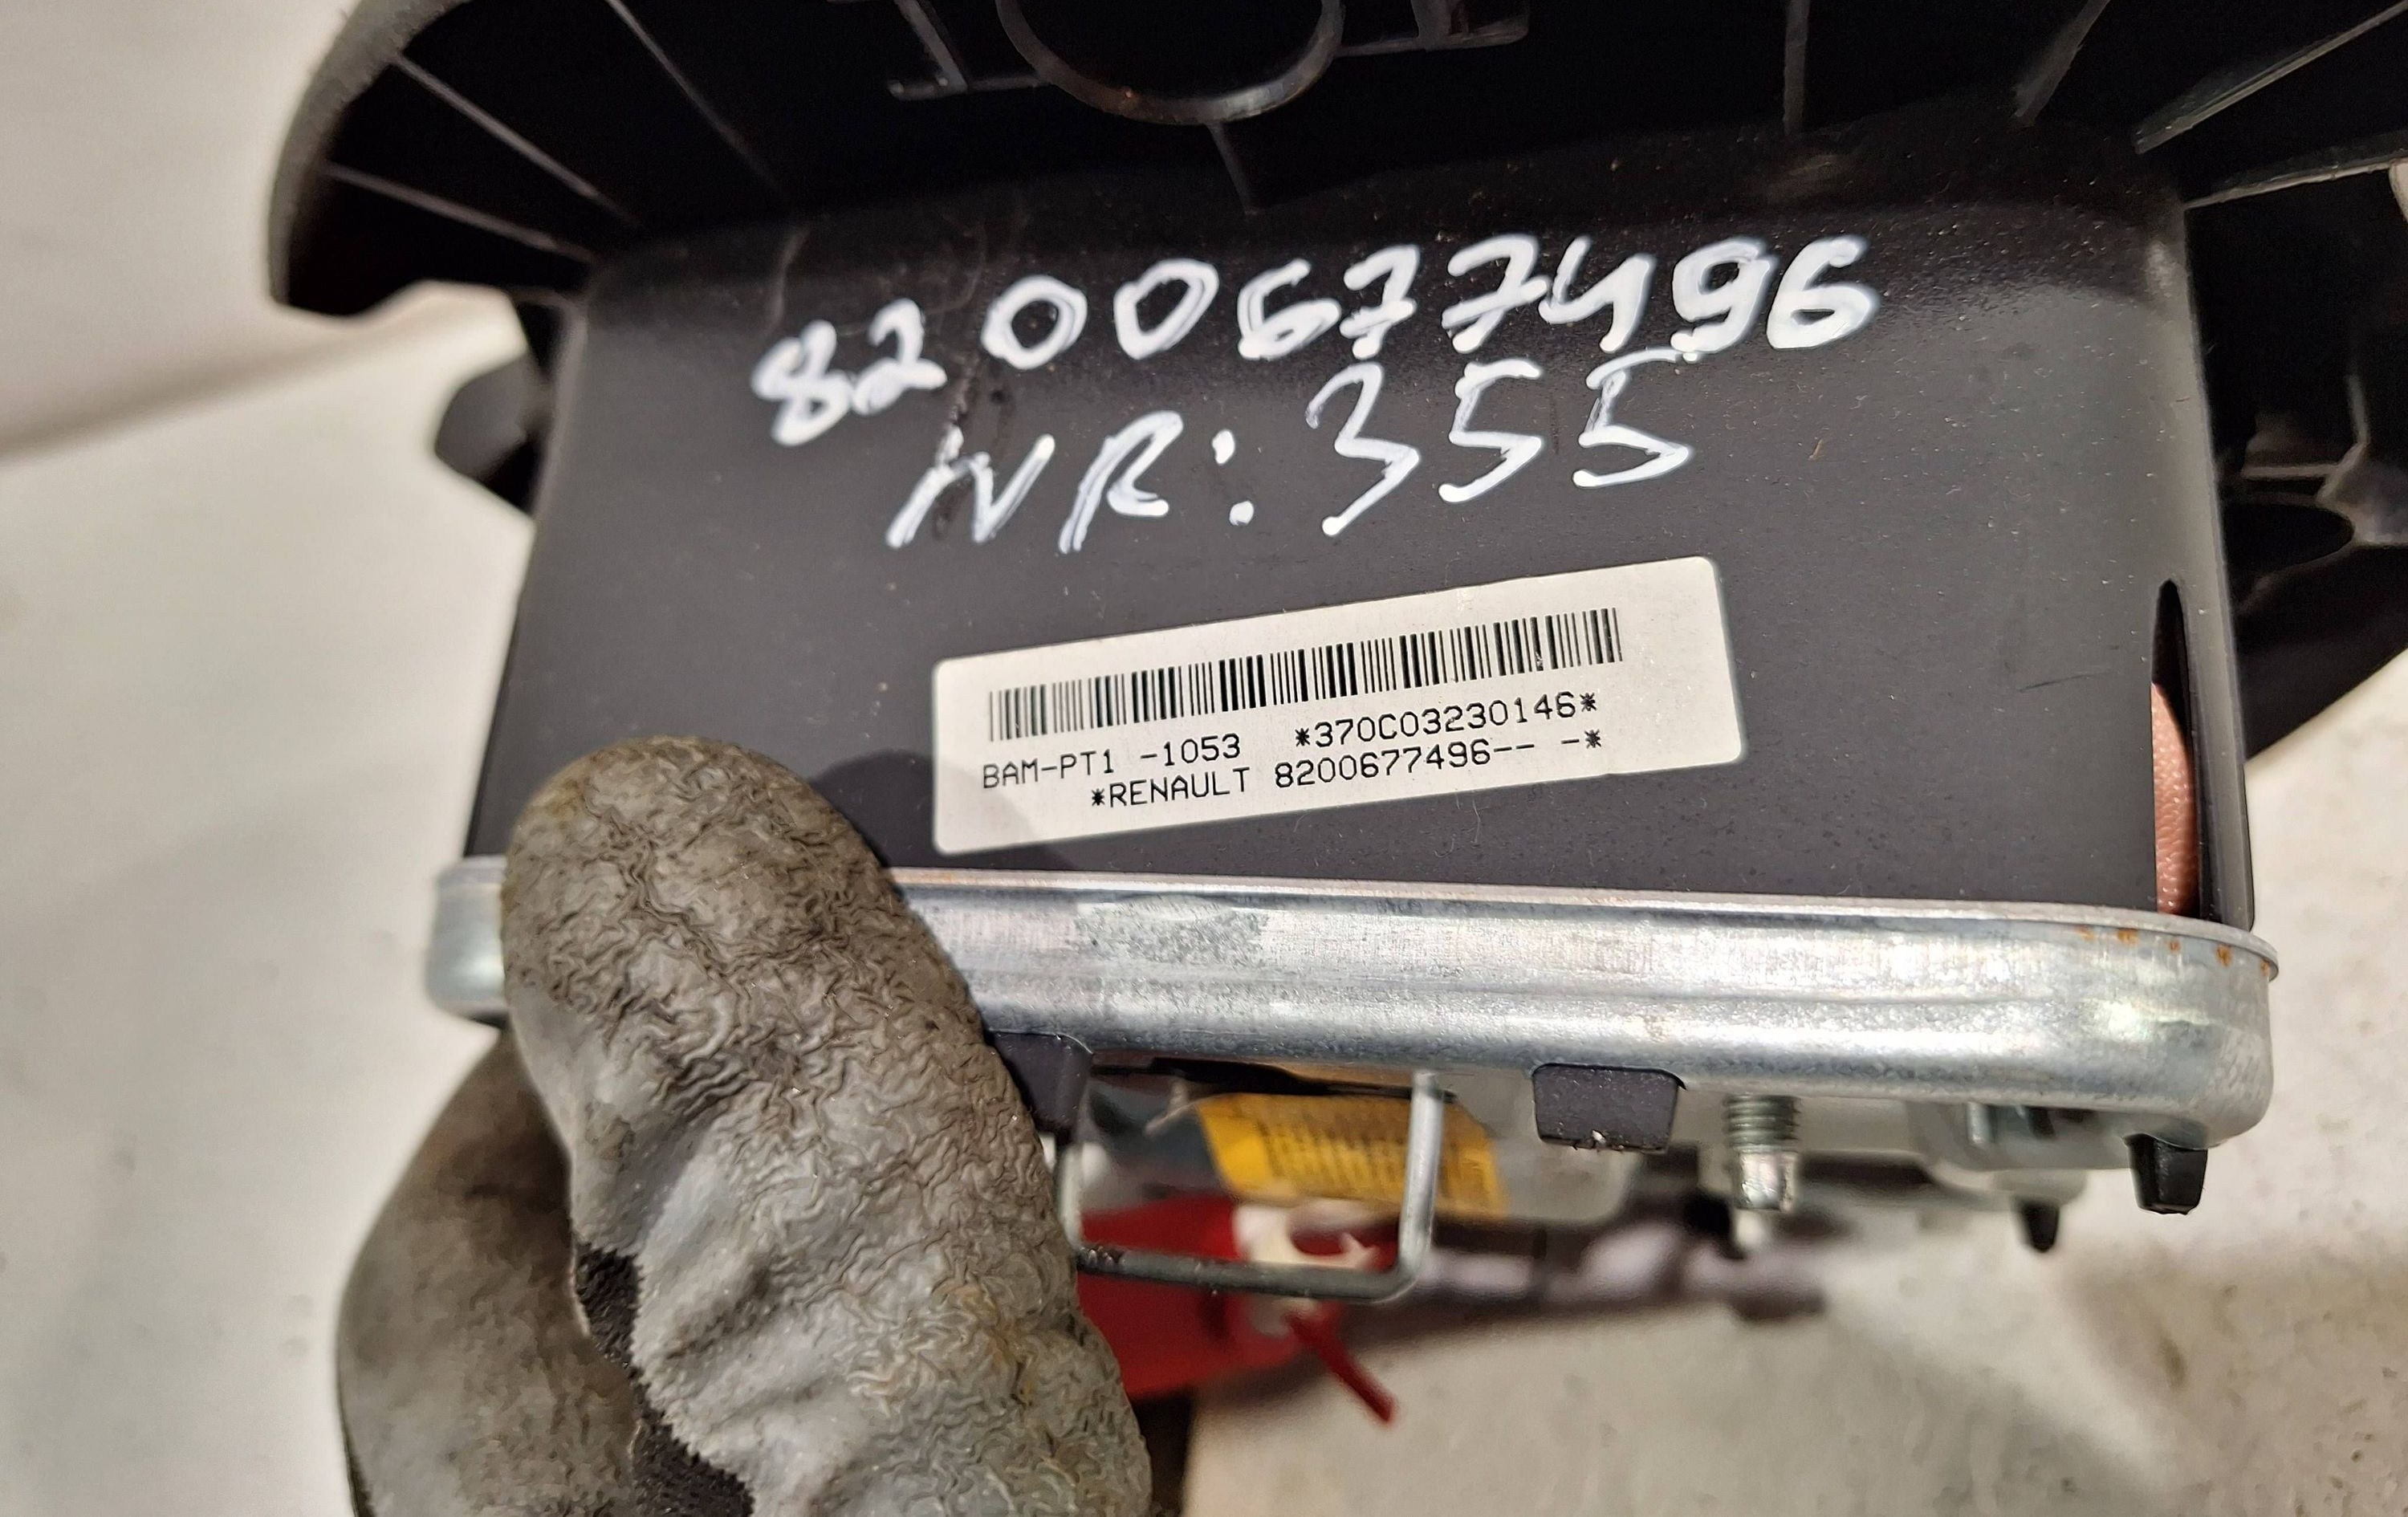 8200677496
NR: 355
BAM-PT1 -1053 *370C03230146*
*RENAULT 8200677496-- -*